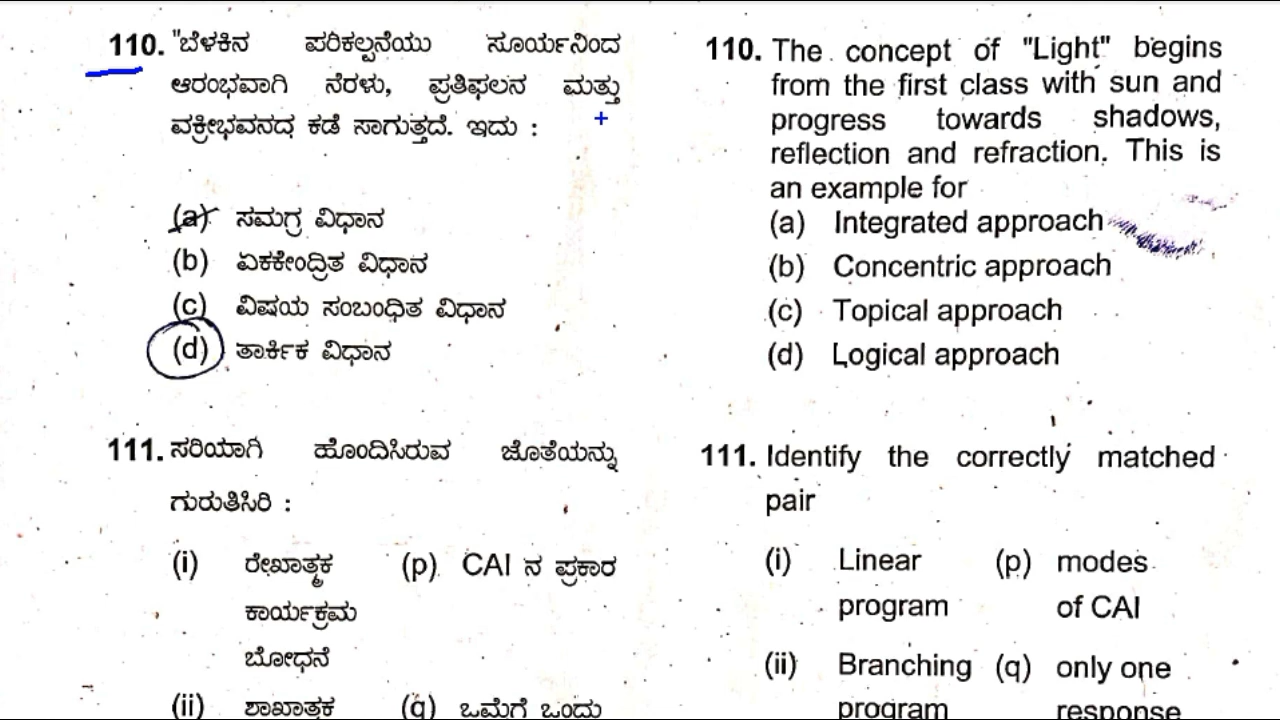 110. "ಬೆಳಕಿನ ಪರಿಕಲ್ಪನೆಯು ಸೂರ್ಯನಿಂದ
ಆರಂಭವಾಗಿ ನೆರಳು, ಪ್ರತಿಫಲನ ಮತ್ತು
ವಕ್ರೀಭವನದ ಕಡೆ ಸಾಗುತ್ತದೆ. ಇದು :
(a) ಸಮಗ್ರ ವಿಧಾನ
(b) ಏಕಕೇಂದ್ರಿತ ವಿಧಾನ
(c) ವಿಷಯ ಸಂಬಂಧಿತ ವಿಧಾನ
(d) ತಾರ್ಕಿಕ ವಿಧಾನ
111. ಸರಿಯಾಗಿ ಹೊಂದಿಸಿರುವ ಜೊತೆಯನ್ನು
ಗುರುತಿಸಿರಿ :
(i) ರೇಖಾತ್ಮಕ (p) CAI ನ ಪ್ರಕಾರ
ಕಾರ್ಯಕ್ರಮ
ಬೋಧನೆ
(ii) ಶಾಖಾತ್ಮಕ (q) ಒಮೆಗೆ ಒಂದು
110. The concept of "Light" begins
from the first class with sun and
progress towards shadows,
reflection and refraction. This is
an example for
(a) Integrated approach
(b) Concentric approach
(c) Topical approach
(d) Logical approach
111. Identify the correctly matched
pair
(i) Linear (p) modes
program of CAI
(ii) Branching (q) only one
program response